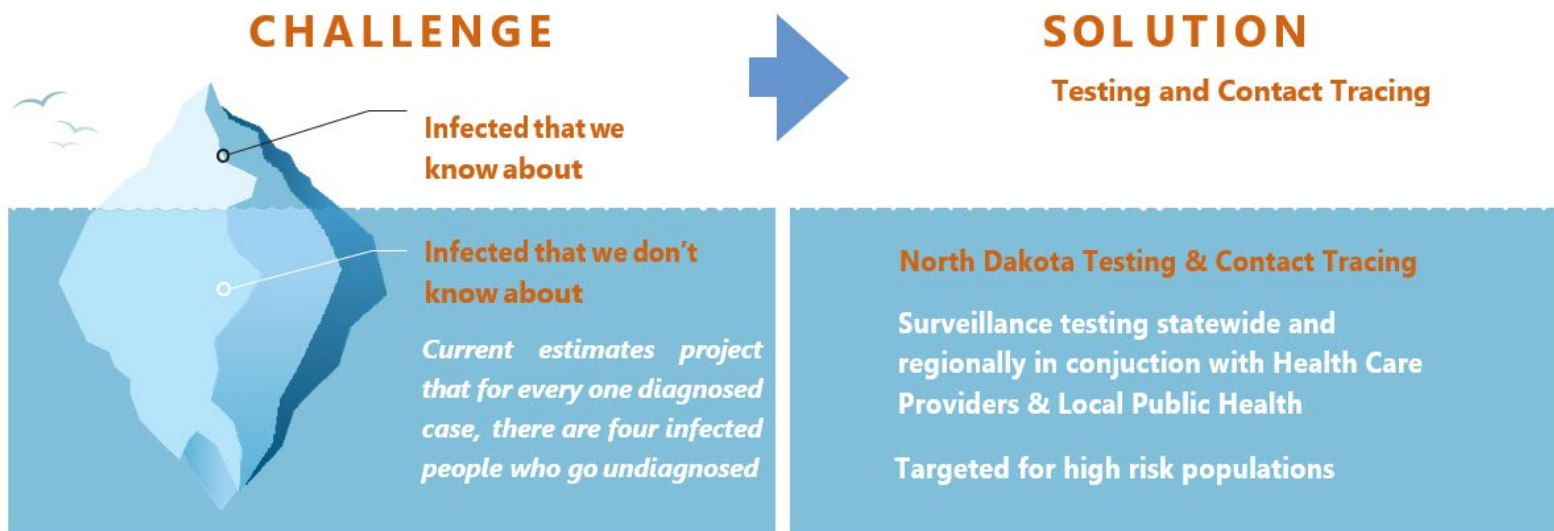 CHALLENGE
Infected that we
know about
Infected that we don't
know about
Current estimates project
that for every one diagnosed
case, there are four infected
people who go undiagnosed
SOLUTION
Testing and Contact Tracing
North Dakota Testing & Contact Tracing
Surveillance testing statewide and
regionally in conjuction with Health Care
Providers & Local Public Health
Targeted for high risk populations